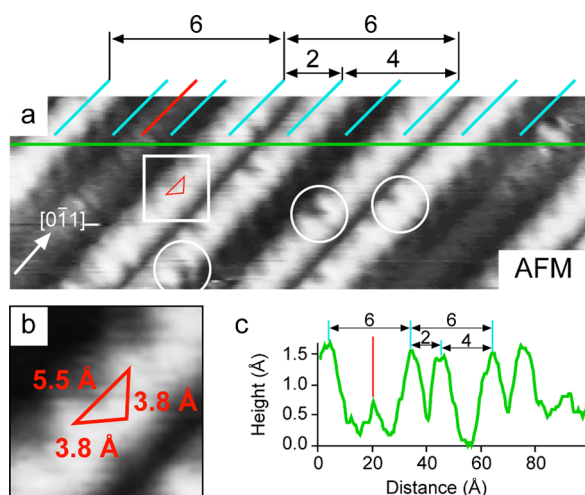 6 6
2 4
a
[01̄1]
AFM
b
5.5 Å
3.8 Å
3.8 Å
c
6 6
2 4
1.5
1.0
0.5
0.0
Height (Å)
0 20 40 60 80
Distance (Å)